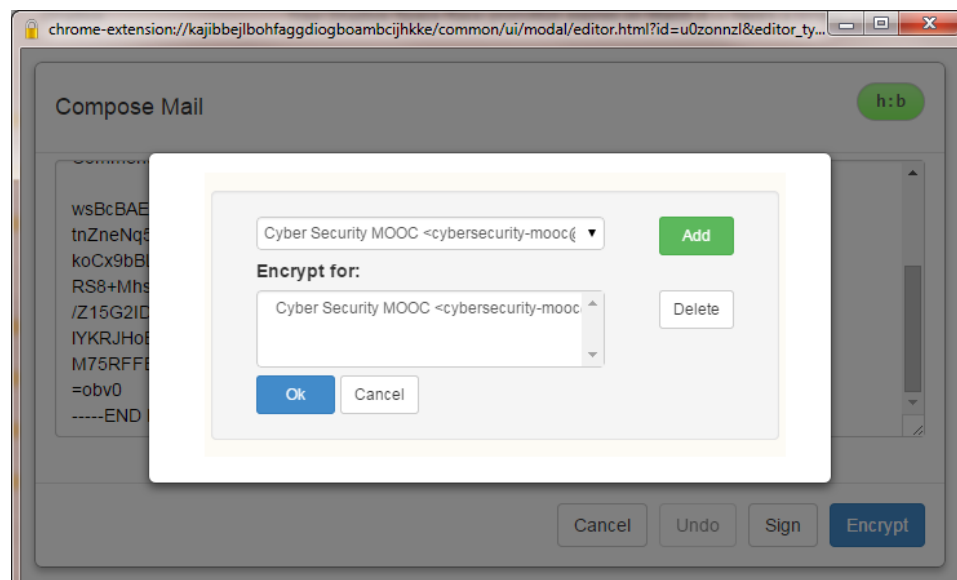 chrome-extension://kajibbejlbohfaggdiogboambcijhkke/common/ui/modal/editor.html?id=u0zonnzl&editor_ty...
Compose Mail
h:b
wsBcBAE
tnZneNq5
koCx9bBL
RS8+Mhs
/Z15G2ID
IYKRJHoE
M75RFFE
=obv0
-----END
Cyber Security MOOC <cybersecurity-mooc@
Add
Encrypt for:
Cyber Security MOOC <cybersecurity-mooc
Delete
Ok
Cancel
Cancel
Undo
Sign
Encrypt